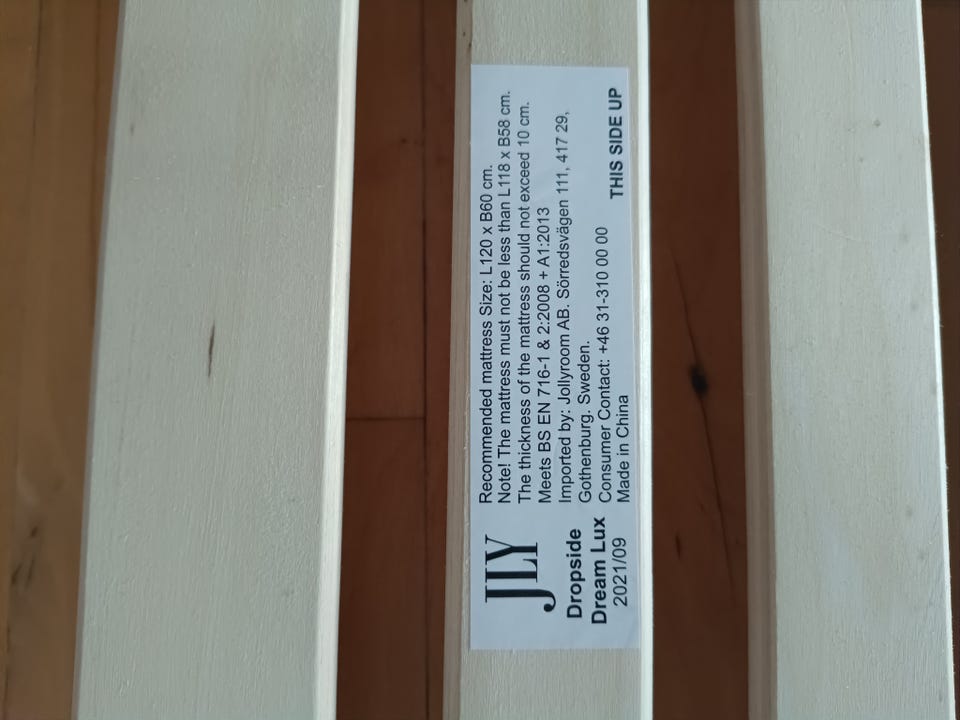 JLY
Dropside
Dream Lux
2021/09
Recommended mattress Size: L120 x B60 cm.
Note! The mattress must not be less than L118 x B58 cm.
The thickness of the mattress should not exceed 10 cm.
Meets BS EN 716-1 & 2:2008 + A1:2013
Imported by: Jollyroom AB. Sörredsvägen 111, 417 29,
Gothenburg. Sweden.
Consumer Contact: +46 31-310 00 00
Made in China
THIS SIDE UP